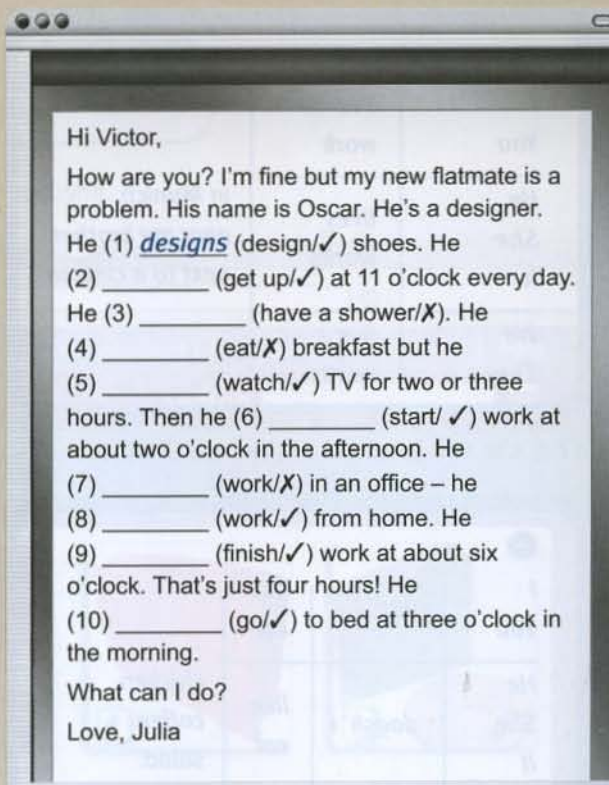 Hi Victor,
How are you? I'm fine but my new flatmate is a
problem. His name is Oscar. He's a designer.
He (1) designs (design/✓) shoes. He
(2) ________ (get up/✓) at 11 o'clock every day.
He (3) ________ (have a shower/✗). He
(4) ________ (eat/✗) breakfast but he
(5) ________ (watch/✓) TV for two or three
hours. Then he (6) ________ (start/ ✓) work at
about two o'clock in the afternoon. He
(7) ________ (work/✗) in an office – he
(8) ________ (work/✓) from home. He
(9) ________ (finish/✓) work at about six
o'clock. That's just four hours! He
(10) ________ (go/✓) to bed at three o'clock in
the morning.
What can I do?
Love, Julia